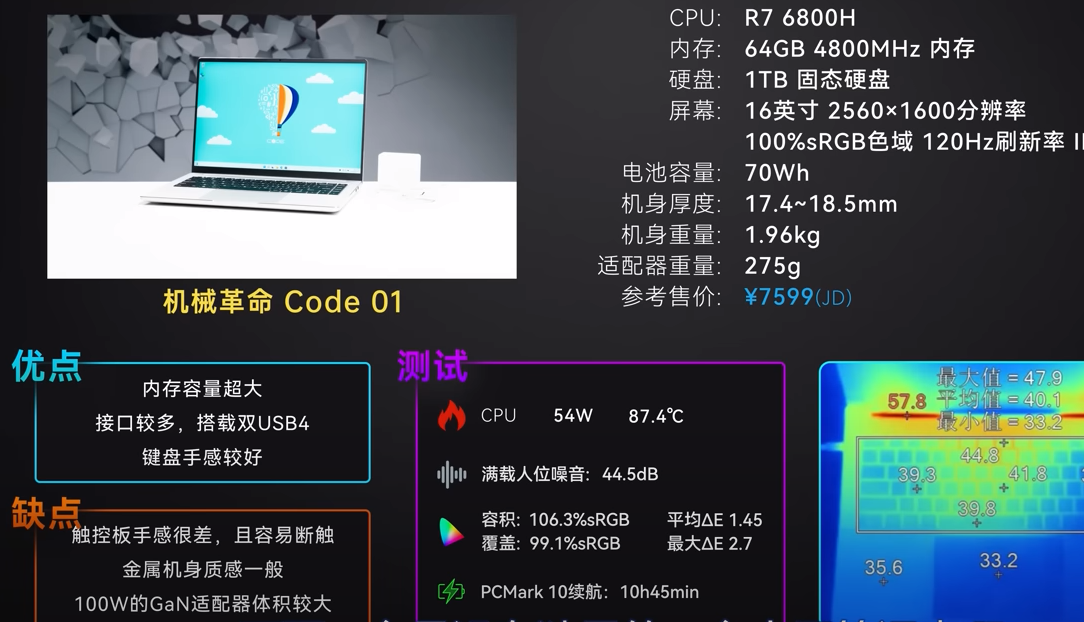 CPU: R7 6800H
内存: 64GB 4800MHz 内存
硬盘: 1TB 固态硬盘
屏幕: 16英寸 2560×1600分辨率
100%sRGB色域 120Hz刷新率
电池容量: 70Wh
机身厚度: 17.4~18.5mm
机身重量: 1.96kg
适配器重量: 275g
参考售价: ¥7599(JD)
机械革命 Code 01
优点
内存容量超大
接口较多，搭载双USB4
键盘手感较好
缺点
触控板手感很差，且容易断触
金属机身质感一般
100W的GaN适配器体积较大
测试
CPU 54W 87.4℃
满载人位噪音: 44.5dB
容积: 106.3%sRGB 平均ΔE 1.45
覆盖: 99.1%sRGB 最大ΔE 2.7
PCMark 10续航: 10h45min
最大值 = 47.9
57.8 平均值 = 40.1
最小值 = 33.2
44.8
39.3 41.8
39.8
35.6 33.2